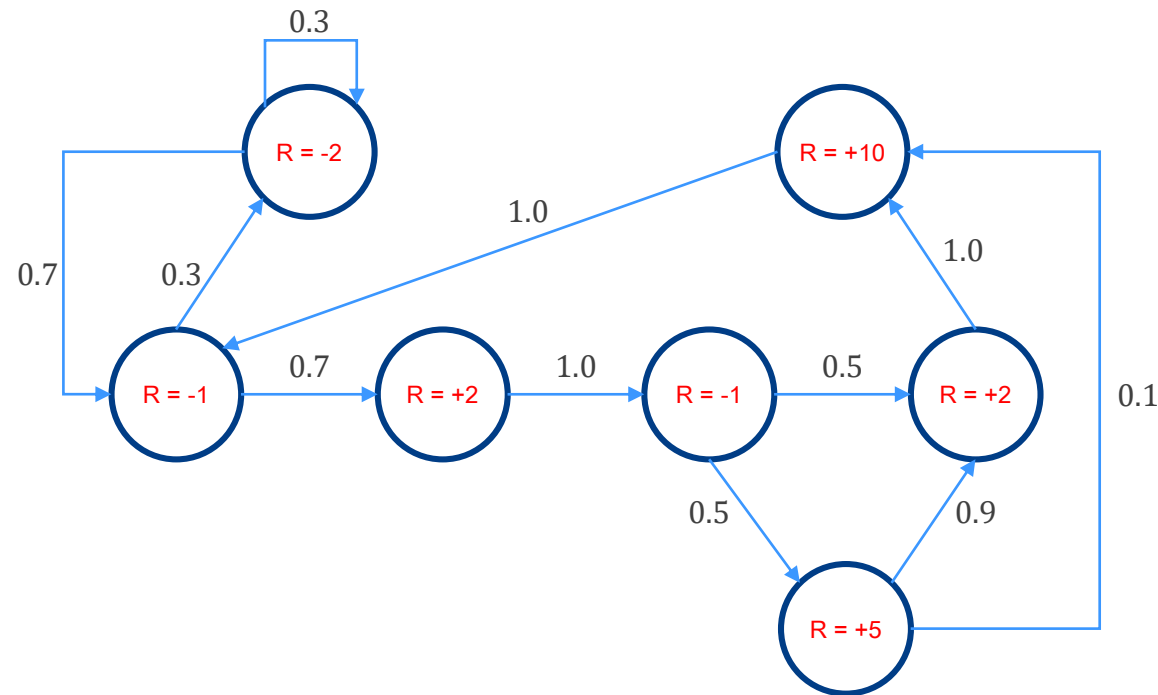 0.3
R = -2
R = +10
1.0
0.7
0.3
1.0
R = -1
0.7
R = +2
1.0
R = -1
0.5
R = +2
0.1
0.5
0.9
R = +5